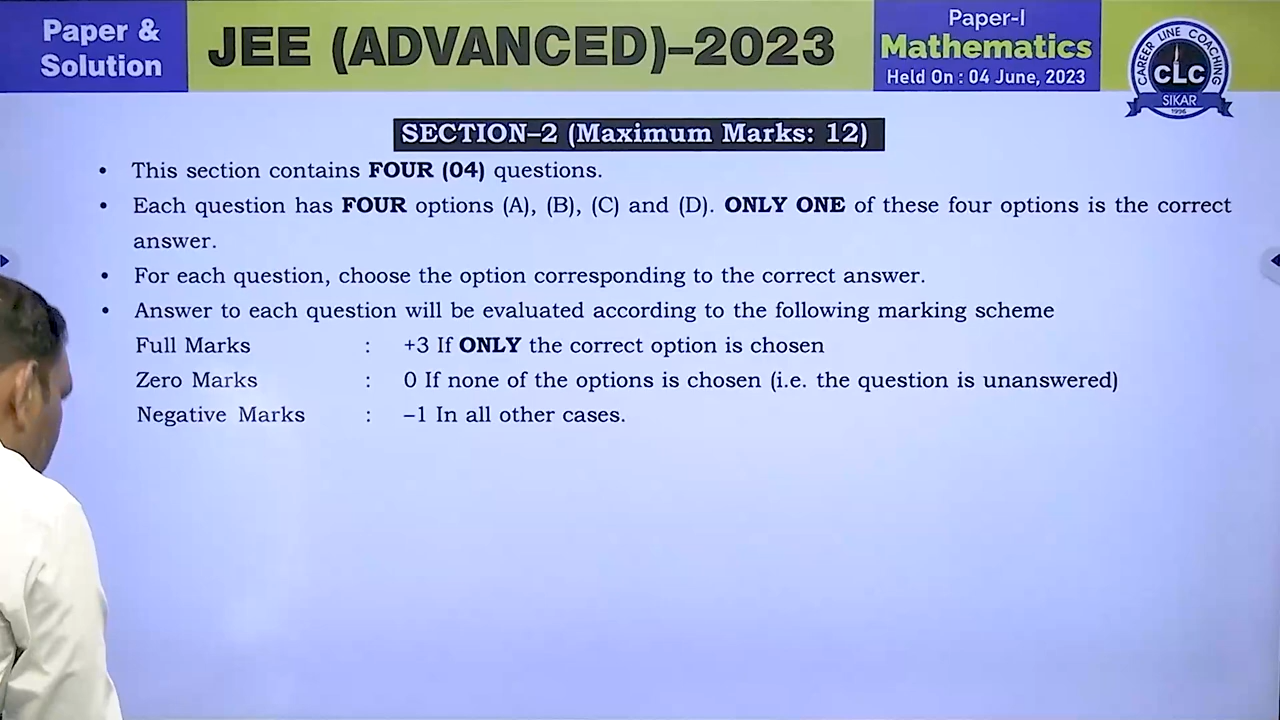 Paper &
Solution
JEE (ADVANCED)–2023
Paper-I
Mathematics
Held On : 04 June, 2023
CAREER LINE COACHING
CLC
SIKAR
1996
SECTION–2 (Maximum Marks: 12)
• This section contains FOUR (04) questions.
• Each question has FOUR options (A), (B), (C) and (D). ONLY ONE of these four options is the correct
answer.
• For each question, choose the option corresponding to the correct answer.
• Answer to each question will be evaluated according to the following marking scheme
Full Marks : +3 If ONLY the correct option is chosen
Zero Marks : 0 If none of the options is chosen (i.e. the question is unanswered)
Negative Marks : –1 In all other cases.